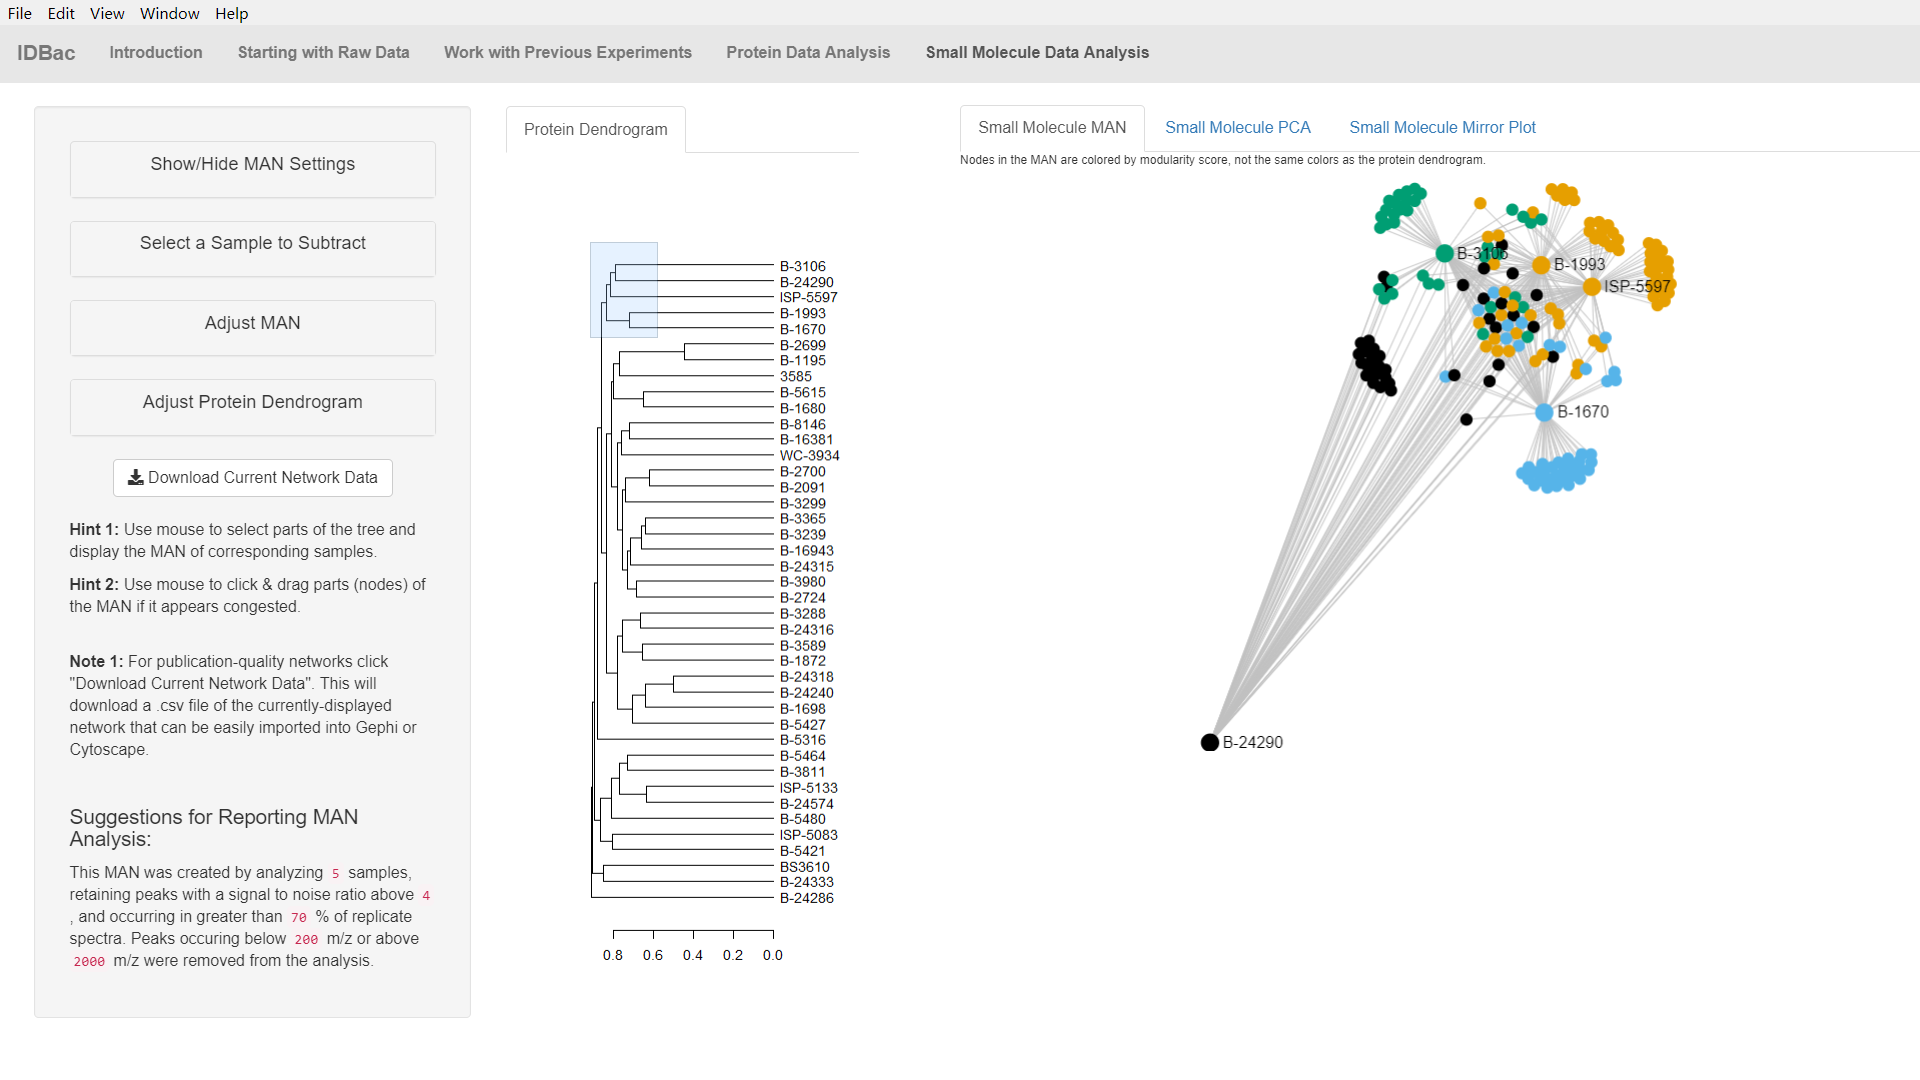 File Edit View Window Help
IDBac Introduction Starting with Raw Data Work with Previous Experiments Protein Data Analysis Small Molecule Data Analysis
Show/Hide MAN Settings
Select a Sample to Subtract
Adjust MAN
Adjust Protein Dendrogram
Download Current Network Data
Hint 1: Use mouse to select parts of the tree and
display the MAN of corresponding samples.
Hint 2: Use mouse to click & drag parts (nodes) of
the MAN if it appears congested.
Note 1: For publication-quality networks click
"Download Current Network Data". This will
download a .csv file of the currently-displayed
network that can be easily imported into Gephi or
Cytoscape.
Suggestions for Reporting MAN
Analysis:
This MAN was created by analyzing 5 samples,
retaining peaks with a signal to noise ratio above 4
, and occurring in greater than 70 % of replicate
spectra. Peaks occuring below 200 m/z or above
2000 m/z were removed from the analysis.
Protein Dendrogram
B-3106
B-24290
ISP-5597
B-1993
B-1670
B-2699
B-1195
3585
B-5615
B-1680
B-8146
B-16381
WC-3934
B-2700
B-2091
B-3299
B-3365
B-3239
B-16943
B-24315
B-3980
B-2724
B-3288
B-24316
B-3589
B-1872
B-24318
B-24240
B-1698
B-5427
B-5316
B-5464
B-3811
ISP-5133
B-24574
B-5480
ISP-5083
B-5421
BS3610
B-24333
B-24286
0.8 0.6 0.4 0.2 0.0
Small Molecule MAN Small Molecule PCA Small Molecule Mirror Plot
Nodes in the MAN are colored by modularity score, not the same colors as the protein dendrogram.
B-3106
B-1993
ISP-5597
B-1670
B-24290